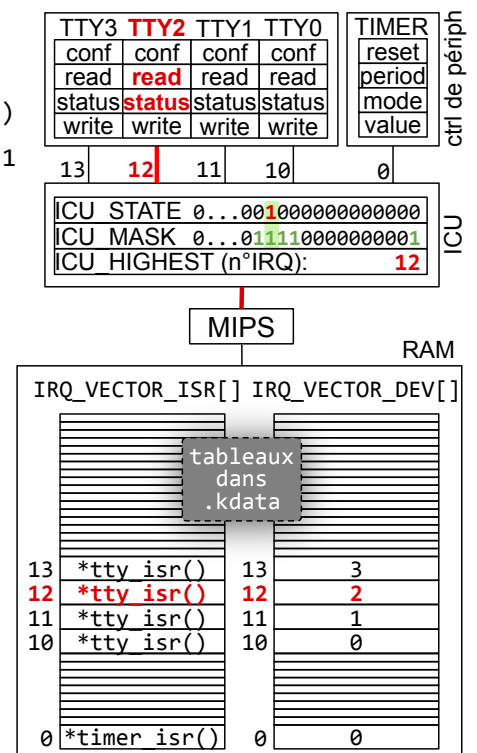 TTY3 TTY2 TTY1 TTY0 TIMER
conf conf conf conf reset
read read read read period
status status status status mode
write write write write value
ctrl de périph
)
1
13 12 11 10 0
ICU_STATE 0...001000000000000
ICU_MASK 0...011110000000001
ICU_HIGHEST (n°IRQ): 12
ICU
MIPS
RAM
IRQ_VECTOR_ISR[] IRQ_VECTOR_DEV[]
tableaux
dans
.kdata
13 *tty_isr() 13 3
12 *tty_isr() 12 2
11 *tty_isr() 11 1
10 *tty_isr() 10 0
0 *timer_isr() 0 0